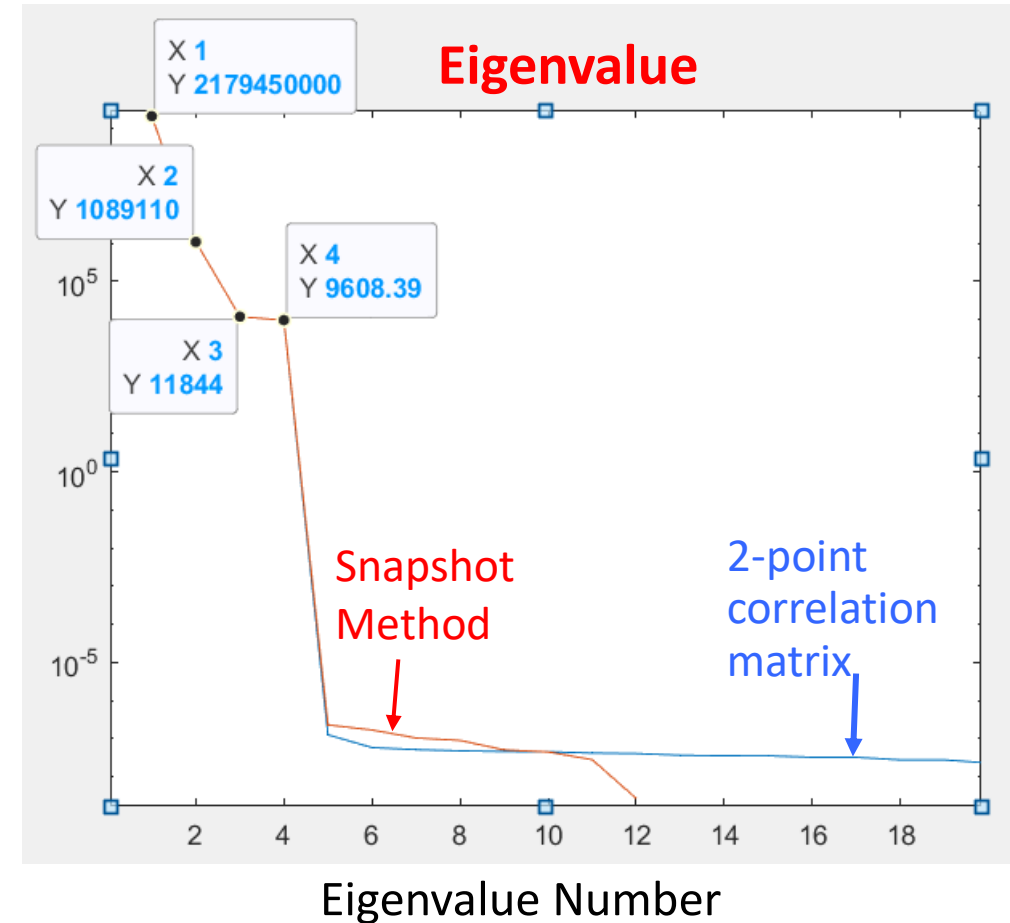 Eigenvalue
X 1
Y 2179450000
X 2
Y 1089110
X 4
Y 9608.39
X 3
Y 11844
10^5
10^0
10^-5
Snapshot
Method
2-point
correlation
matrix
2 4 6 8 10 12 14 16 18
Eigenvalue Number